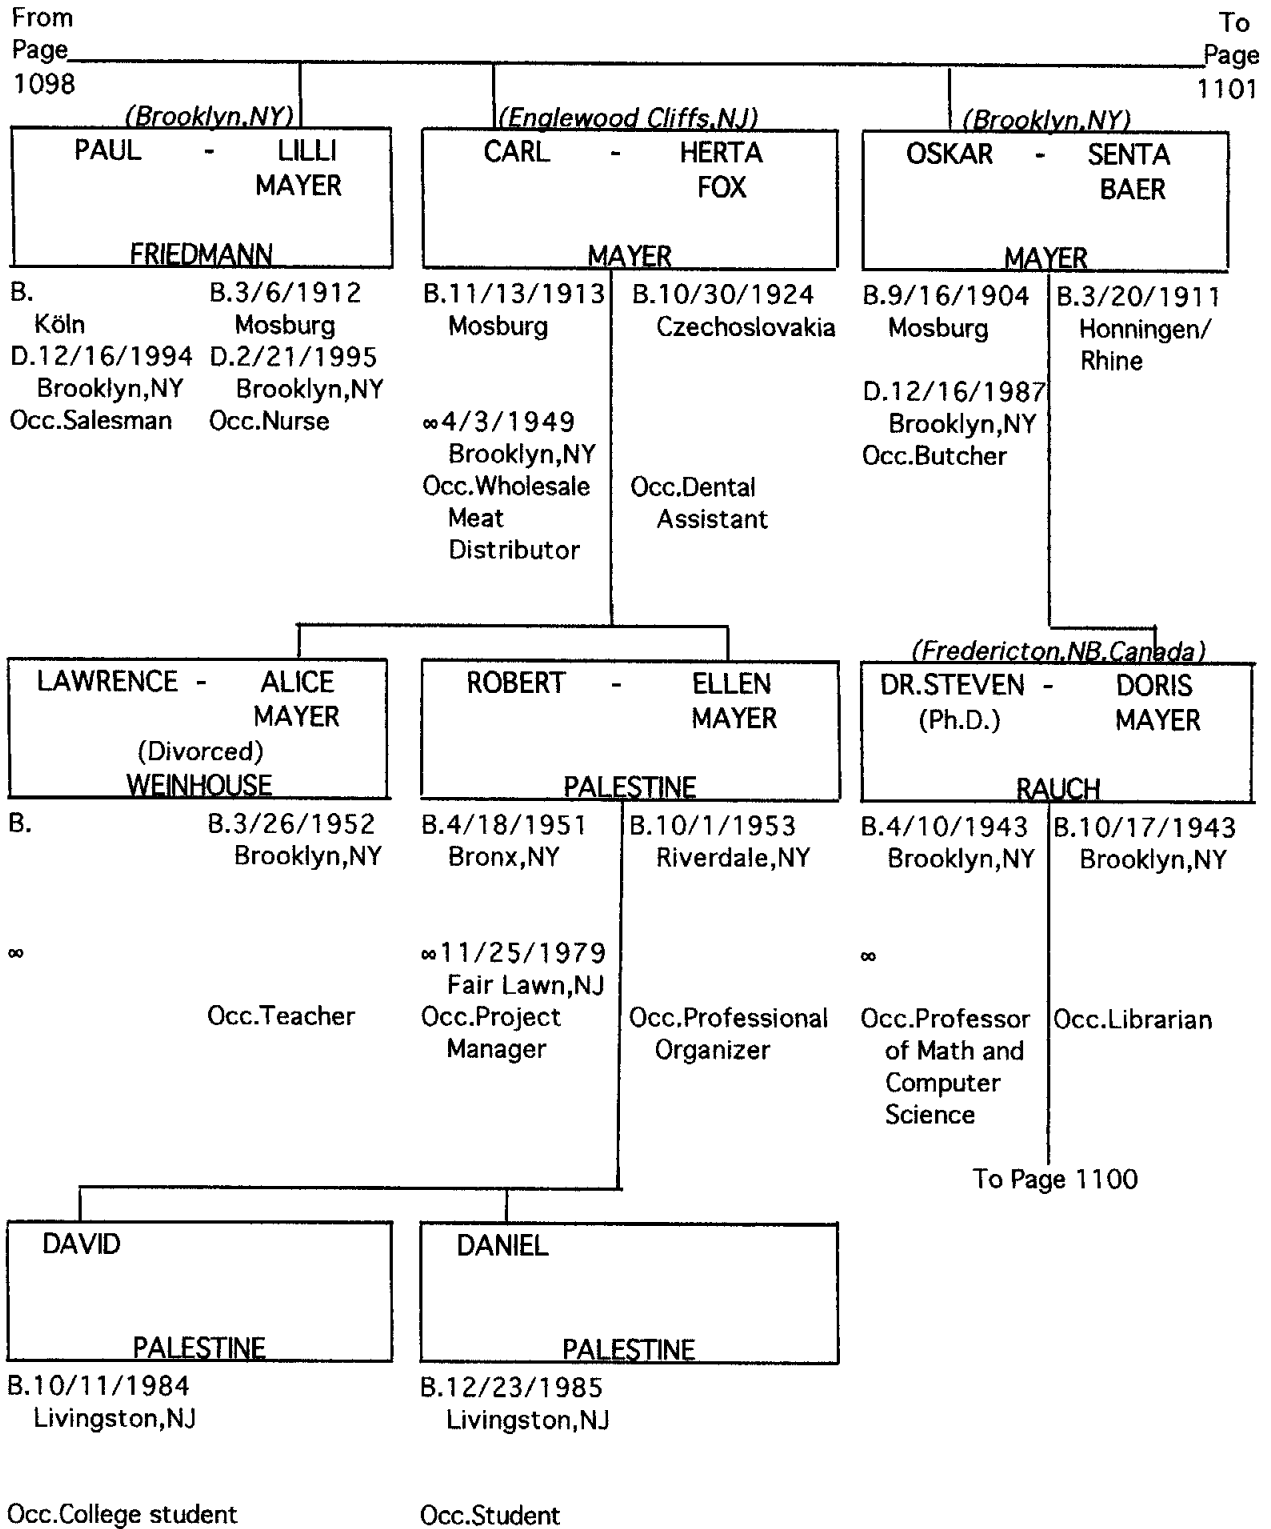 From
Page
1098
To
Page
1101
(Brooklyn,NY)
PAUL - LILLI
MAYER
FRIEDMANN
B.
Köln
D.12/16/1994
Brooklyn,NY
Occ.Salesman
B.3/6/1912
Mosburg
D.2/21/1995
Brooklyn,NY
Occ.Nurse
(Englewood Cliffs,NJ)
CARL - HERTA
FOX
MAYER
B.11/13/1913
Mosburg
∞4/3/1949
Brooklyn,NY
Occ.Wholesale
Meat
Distributor
B.10/30/1924
Czechoslovakia
Occ.Dental
Assistant
(Brooklyn,NY)
OSKAR - SENTA
BAER
MAYER
B.9/16/1904
Mosburg
D.12/16/1987
Brooklyn,NY
Occ.Butcher
B.3/20/1911
Honningen/
Rhine
LAWRENCE - ALICE
MAYER
(Divorced)
WEINHOUSE
B.
∞
B.3/26/1952
Brooklyn,NY
Occ.Teacher
ROBERT - ELLEN
MAYER
PALESTINE
B.4/18/1951
Bronx,NY
∞11/25/1979
Fair Lawn,NJ
Occ.Project
Manager
B.10/1/1953
Riverdale,NY
Occ.Professional
Organizer
(Fredericton,NB,Canada)
DR.STEVEN - DORIS
(Ph.D.) MAYER
RAUCH
B.4/10/1943
Brooklyn,NY
∞
Occ.Professor
of Math and
Computer
Science
B.10/17/1943
Brooklyn,NY
Occ.Librarian
To Page 1100
DAVID
PALESTINE
B.10/11/1984
Livingston,NJ
Occ.College student
DANIEL
PALESTINE
B.12/23/1985
Livingston,NJ
Occ.Student